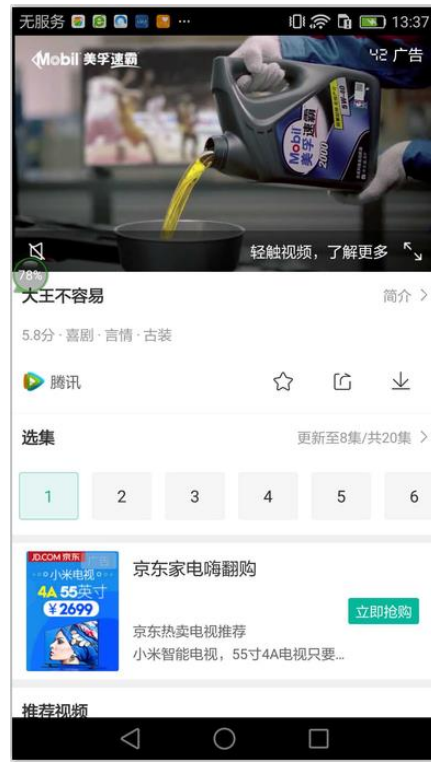 无服务 13:37
Mobil 美孚速霸 42 广告
Mobil
美孚速霸
2000
5W-40
轻触视频，了解更多
78%
大王不容易 简介
5.8分·喜剧·言情·古装
腾讯
选集 更新至8集/共20集
1 2 3 4 5 6
JD.COM 京东 广告
小米电视
4A 55英寸
¥2699
京东家电嗨翻购
立即抢购
京东热卖电视推荐
小米智能电视，55寸4A电视只要...
推荐视频